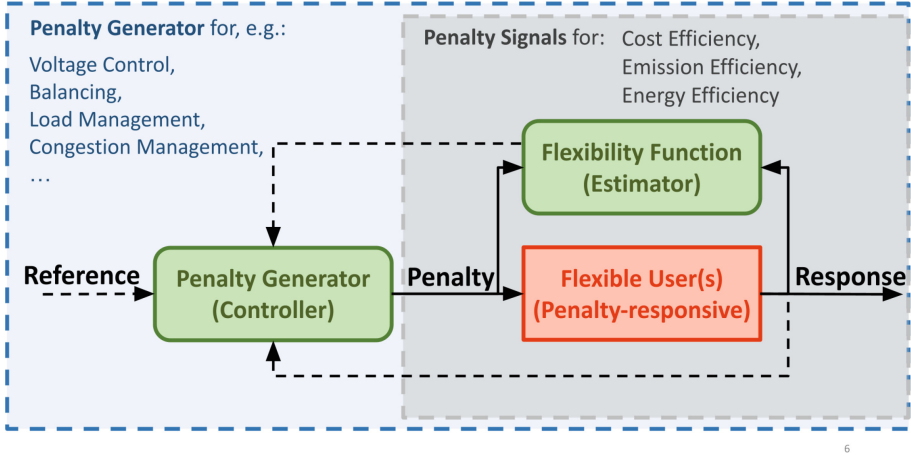 Penalty Generator for, e.g.:
Voltage Control,
Balancing,
Load Management,
Congestion Management,
...
Penalty Signals for: Cost Efficiency,
Emission Efficiency,
Energy Efficiency
Flexibility Function
(Estimator)
Reference
Penalty Generator
(Controller)
Penalty
Flexible User(s)
(Penalty-responsive)
Response
6